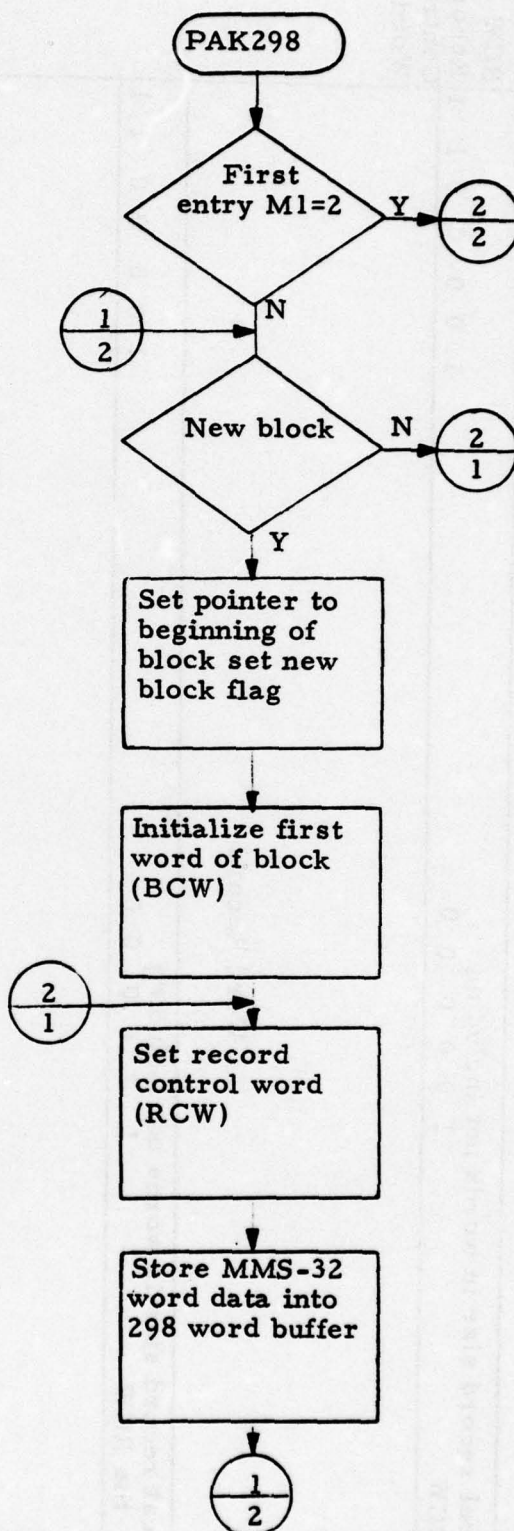 PAK298
First
entry M1=2
Y
2
2
N
1
2
New block
N
2
1
Y
Set pointer to
beginning of
block set new
block flag
Initialize first
word of block
(BCW)
2
1
Set record
control word
(RCW)
Store MMS-32
word data into
298 word buffer
1
2